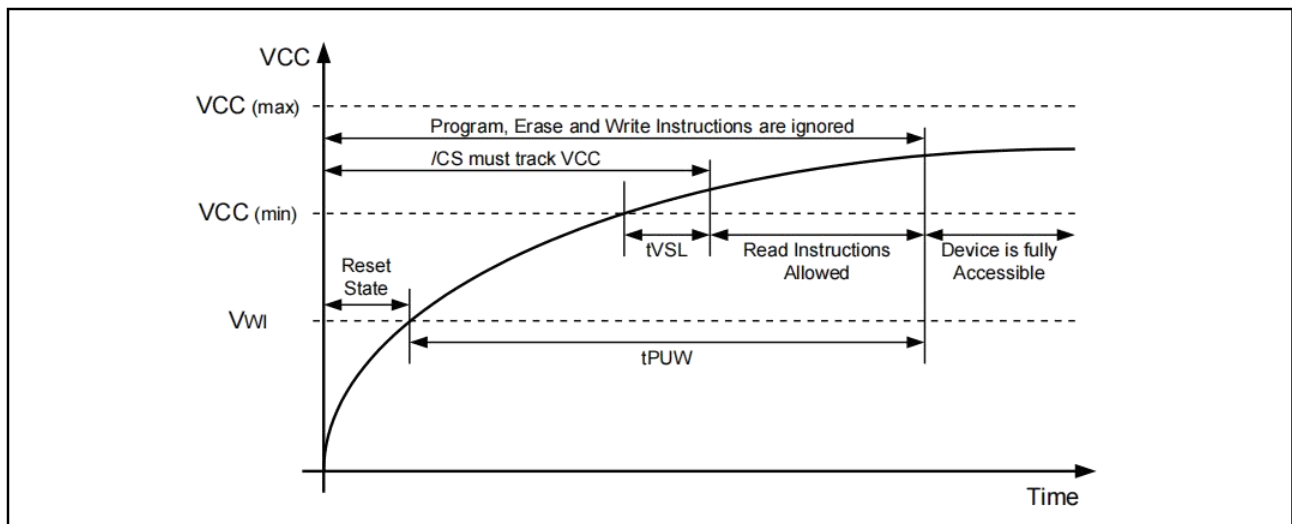 VCC
VCC (max)
Program, Erase and Write Instructions are ignored
/CS must track VCC
VCC (min)
tVSL
Read Instructions
Allowed
Device is fully
Accessible
Reset
State
VWI
tPUW
Time